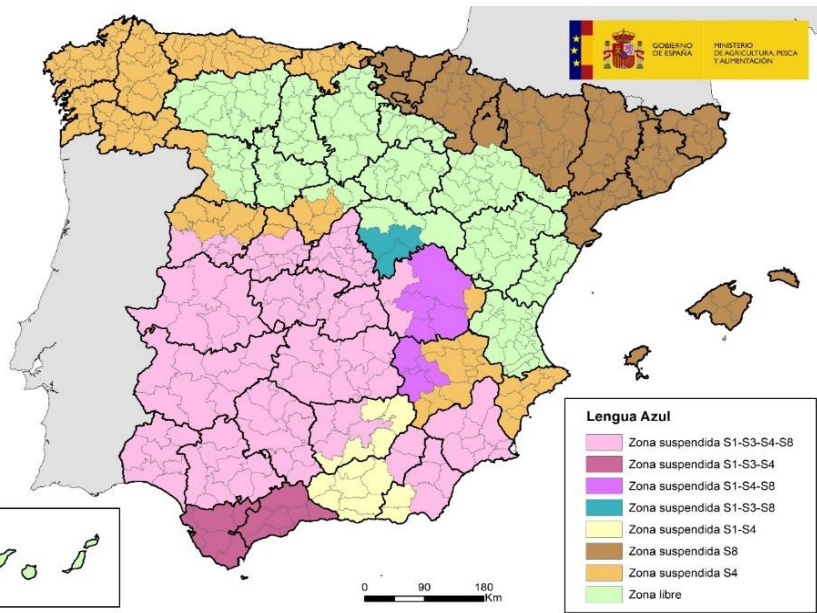 GOBIERNO
DE ESPAÑA
MINISTERIO
DE AGRICULTURA, PESCA
Y ALIMENTACIÓN
Lengua Azul
Zona suspendida S1-S3-S4-S8
Zona suspendida S1-S3-S4
Zona suspendida S1-S4-S8
Zona suspendida S1-S3-S8
Zona suspendida S1-S4
Zona suspendida S8
Zona suspendida S4
Zona libre
0 90 180
Km